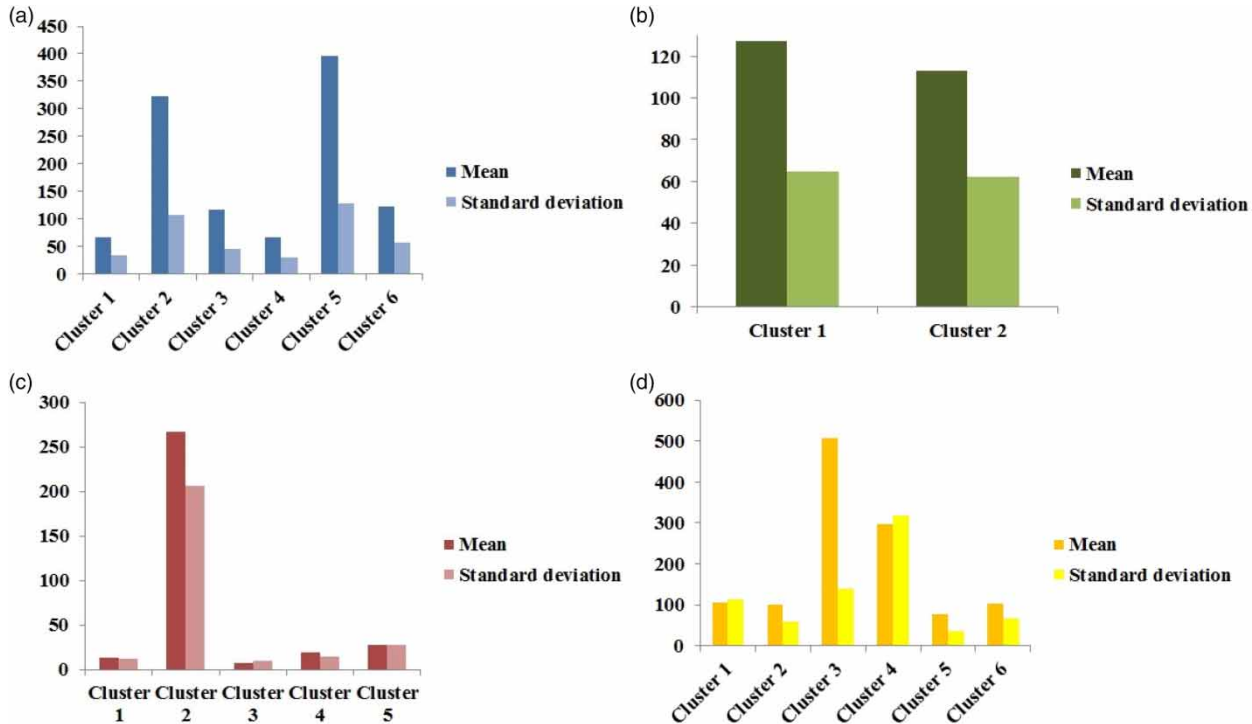 (a)
450
400
350
300
250
200
150
100
50
0
Cluster 1
Cluster 2
Cluster 3
Cluster 4
Cluster 5
Cluster 6
Mean
Standard deviation
(b)
120
100
80
60
40
20
0
Cluster 1
Cluster 2
Mean
Standard deviation
(c)
300
250
200
150
100
50
0
Cluster Cluster Cluster Cluster Cluster
1 2 3 4 5
Mean
Standard deviation
(d)
600
500
400
300
200
100
0
Cluster 1
Cluster 2
Cluster 3
Cluster 4
Cluster 5
Cluster 6
Mean
Standard deviation